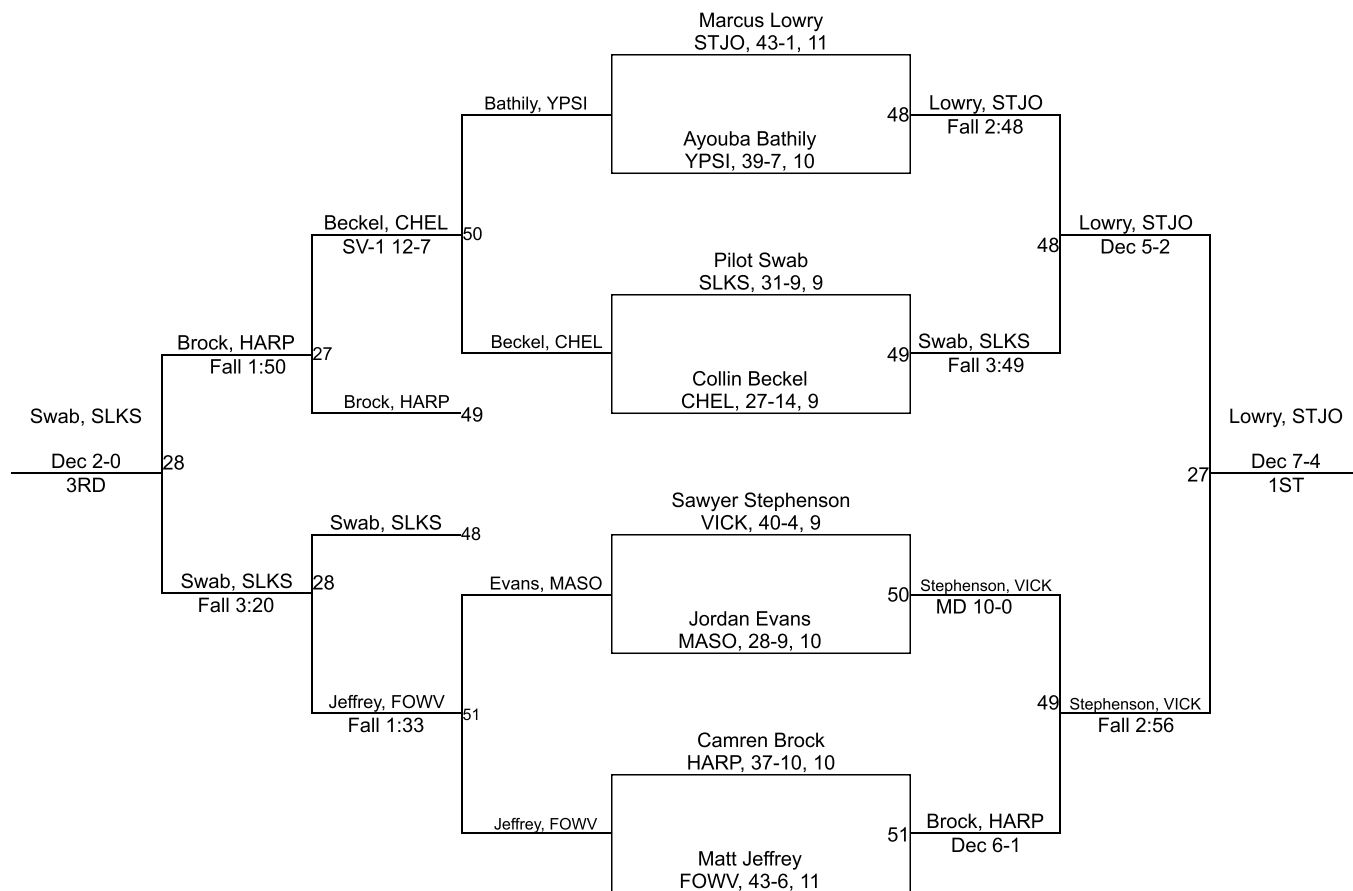 Marcus Lowry
STJO, 43-1, 11
Bathily, YPSI
48
Lowry, STJO
Fall 2:48
Ayouba Bathily
YPSI, 39-7, 10
Beckel, CHEL
SV-1 12-7
50
Lowry, STJO
Dec 5-2
48
Pilot Swab
SLKS, 31-9, 9
Brock, HARP
Fall 1:50
27
Beckel, CHEL
49
Swab, SLKS
Fall 3:49
Collin Beckel
CHEL, 27-14, 9
Brock, HARP
49
Swab, SLKS
Dec 2-0
3RD
28
Lowry, STJO
Dec 7-4
1ST
27
Sawyer Stephenson
VICK, 40-4, 9
Swab, SLKS
48
Swab, SLKS
Fall 3:20
28
Evans, MASO
50
Stephenson, VICK
MD 10-0
Jordan Evans
MASO, 28-9, 10
Jeffrey, FOWV
Fall 1:33
51
49
Stephenson, VICK
Fall 2:56
Camren Brock
HARP, 37-10, 10
Jeffrey, FOWV
51
Brock, HARP
Dec 6-1
Matt Jeffrey
FOWV, 43-6, 11